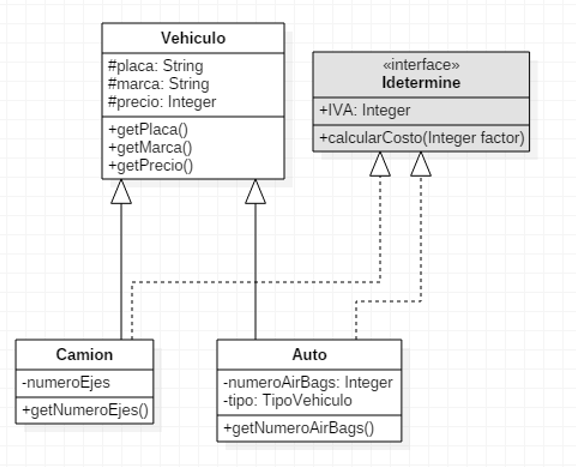 Vehiculo
#placa: String
#marca: String
#precio: Integer
+getPlaca()
+getMarca()
+getPrecio()
«interface»
Idetermine
+IVA: Integer
+calcularCosto(Integer factor)
Camion
-numeroEjes
+getNumeroEjes()
Auto
-numeroAirBags: Integer
-tipo: TipoVehiculo
+getNumeroAirBags()